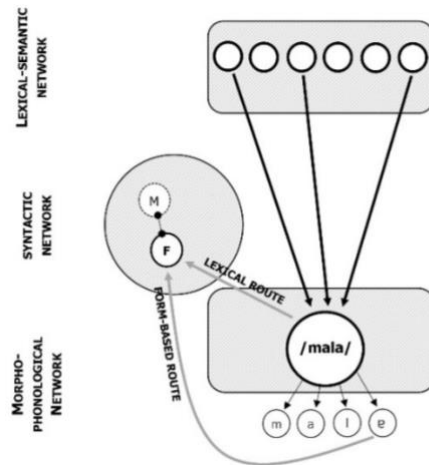 LEXICAL-SEMANTIC
NETWORK
SYNTACTIC
NETWORK
MORPHO-
PHONOLOGICAL
NETWORK
M
F
LEXICAL ROUTE
FORM-BASED ROUTE
/mala/
m
a
l
ɐ